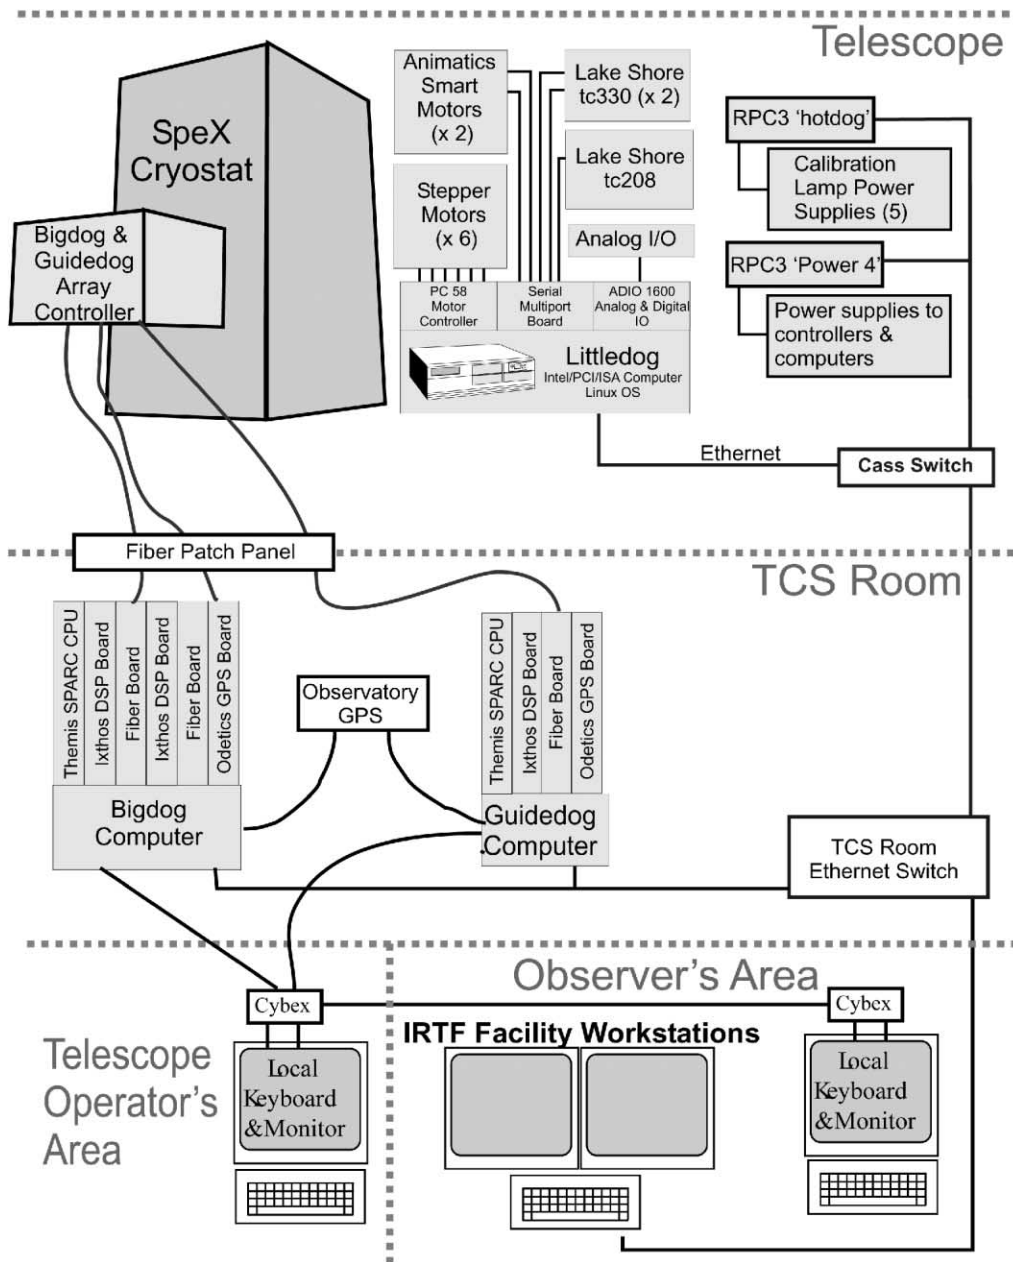 Telescope
SpeX
Cryostat
Bigdog &
Guidedog
Array
Controller
Animatics
Smart
Motors
(x 2)
Stepper
Motors
(x 6)
Lake Shore
tc330 (x 2)
Lake Shore
tc208
Analog I/O
PC 58
Motor
Controller
Serial
Multiport
Board
ADIO 1600
Analog & Digital
IO
Littledog
Intel/PCI/ISA Computer
Linux OS
RPC3 'hotdog'
Calibration
Lamp Power
Supplies (5)
RPC3 'Power 4'
Power supplies to
controllers &
computers
Ethernet
Cass Switch
Fiber Patch Panel
TCS Room
Themis SPARC CPU
Ixthos DSP Board
Fiber Board
Ixthos DSP Board
Fiber Board
Odetics GPS Board
Bigdog
Computer
Observatory
GPS
Themis SPARC CPU
Ixthos DSP Board
Fiber Board
Odetics GPS Board
Guidedog
Computer
TCS Room
Ethernet Switch
Telescope
Operator's
Area
Cybex
Local
Keyboard
&Monitor
Observer's Area
IRTF Facility Workstations
Cybex
Local
Keyboard
&Monitor